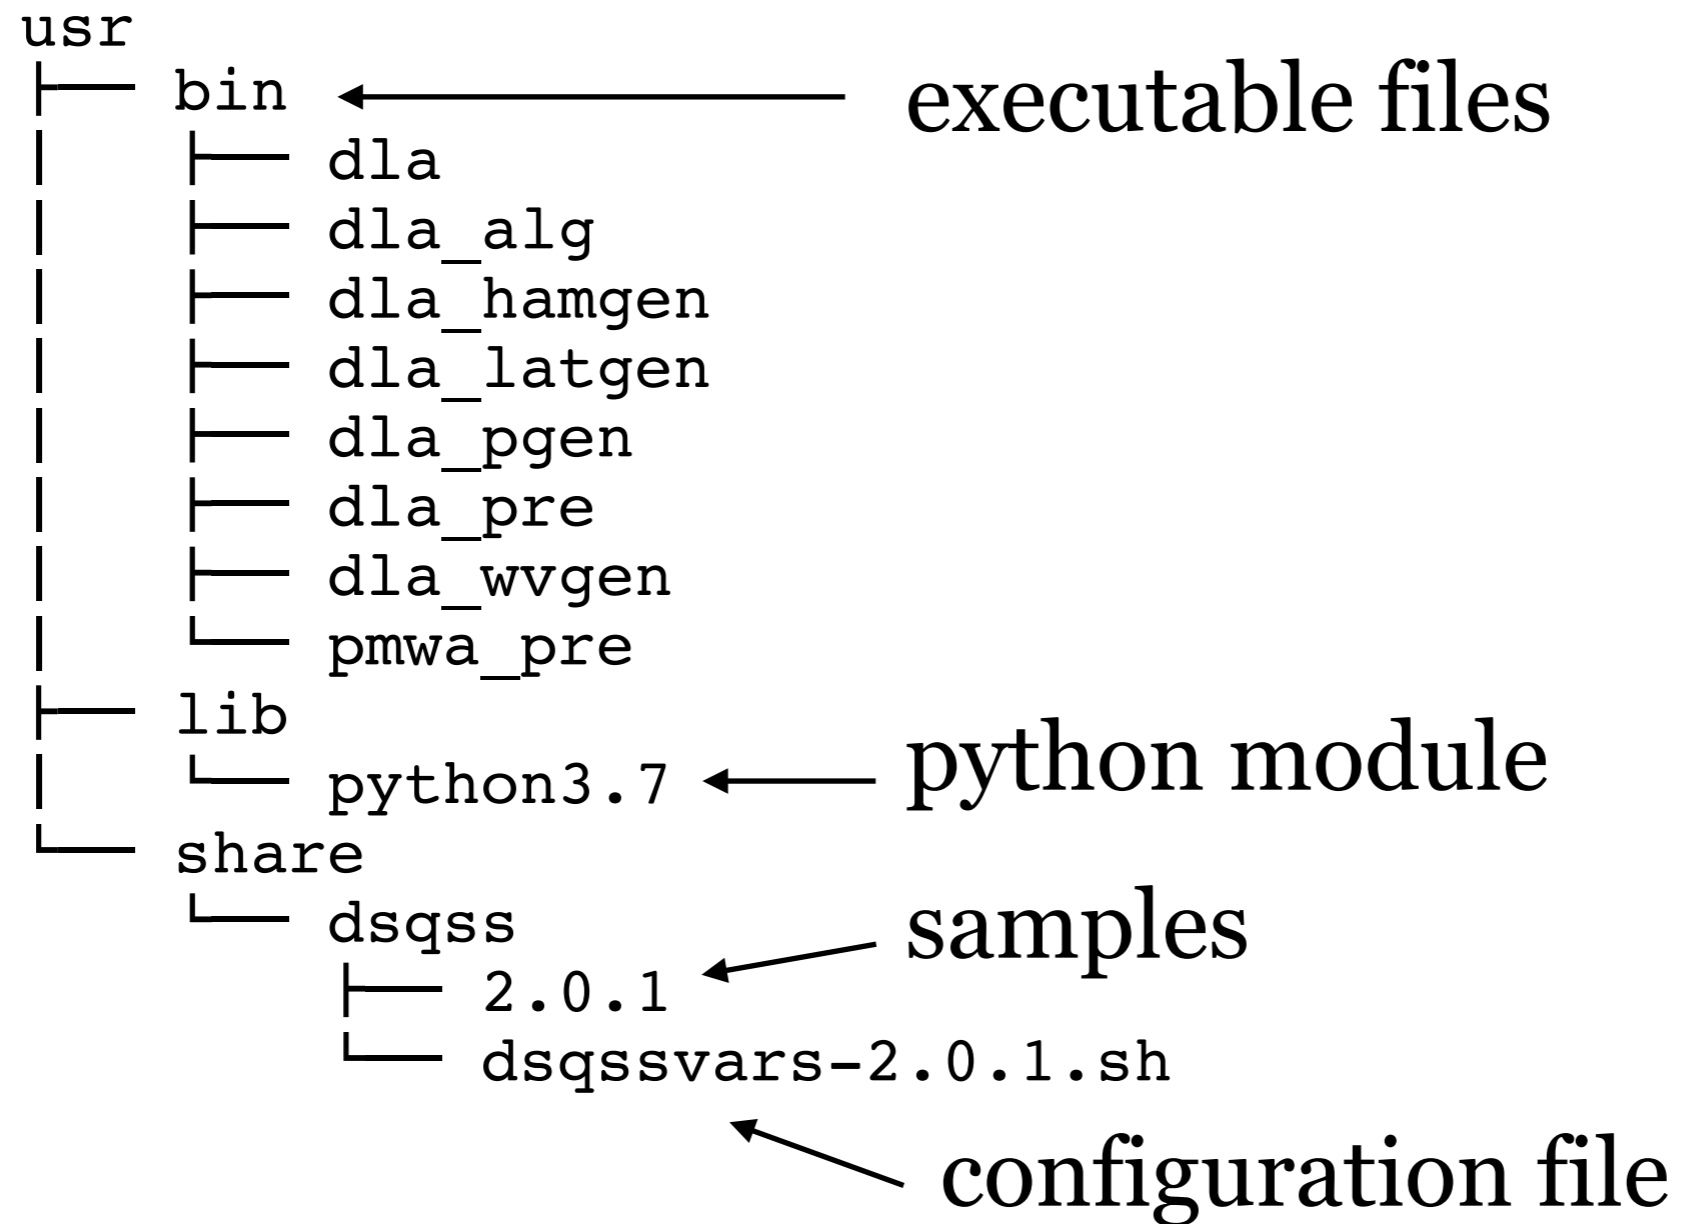 usr
├── bin executable files
│   ├── dla
│   ├── dla_alg
│   ├── dla_hamgen
│   ├── dla_latgen
│   ├── dla_pgen
│   ├── dla_pre
│   ├── dla_wvgen
│   └── pmwa_pre
├── lib
│   └── python3.7 python module
└── share
    └── dsqss
samples
        ├── 2.0.1
        └── dsqssvars-2.0.1.sh
configuration file